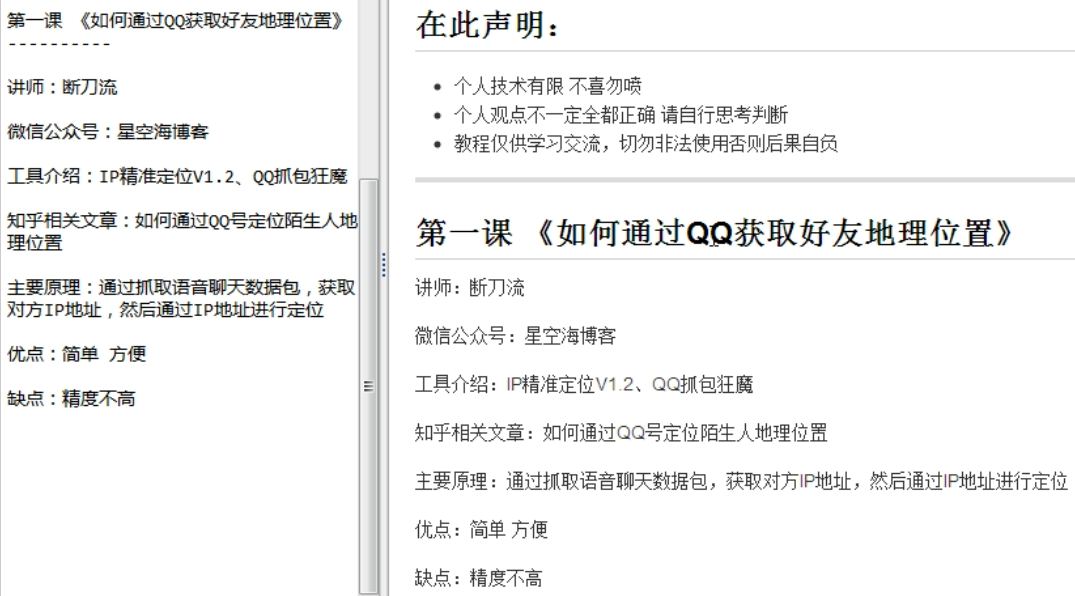 第一课 《如何通过QQ获取好友地理位置》
----------
讲师：断刀流
微信公众号：星空海博客
工具介绍：IP精准定位V1.2、QQ抓包狂魔
知乎相关文章：如何通过QQ号定位陌生人地
理位置
主要原理：通过抓取语音聊天数据包，获取
对方IP地址，然后通过IP地址进行定位
优点：简单 方便
缺点：精度不高
在此声明：
• 个人技术有限 不喜勿喷
• 个人观点不一定全都正确 请自行思考判断
• 教程仅供学习交流，切勿非法使用否则后果自负
第一课 《如何通过QQ获取好友地理位置》
讲师：断刀流
微信公众号：星空海博客
工具介绍：IP精准定位V1.2、QQ抓包狂魔
知乎相关文章：如何通过QQ号定位陌生人地理位置
主要原理：通过抓取语音聊天数据包，获取对方IP地址，然后通过IP地址进行定位
优点：简单 方便
缺点：精度不高